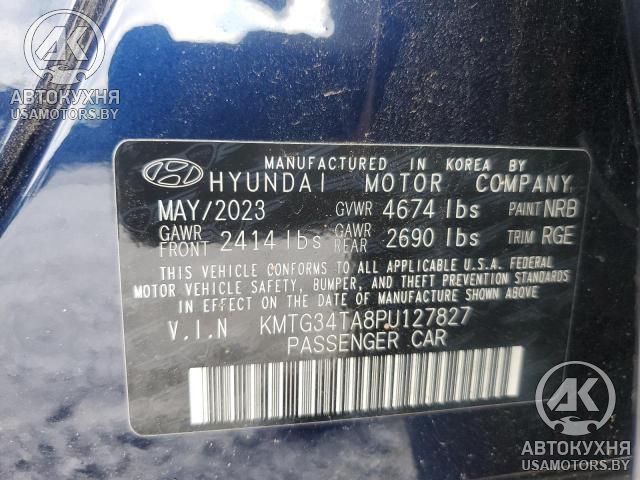 AK
АВТОКУХНЯ
USAMOTORS.BY
MANUFACTURED IN KOREA BY
HYUNDAI MOTOR COMPANY
MAY/2023 GVWR 4674 lbs PAINT NRB
GAWR FRONT 2414 lbs GAWR REAR 2690 lbs TRIM RGE
THIS VEHICLE CONFORMS TO ALL APPLICABLE U.S.A. FEDERAL
MOTOR VEHICLE SAFETY, BUMPER, AND THEFT PREVENTION STANDARDS
IN EFFECT ON THE DATE OF MANUFACTURE SHOWN ABOVE.
V.I.N KMTG34TA8PU127827
PASSENGER CAR
AK
АВТОКУХНЯ
USAMOTORS.BY